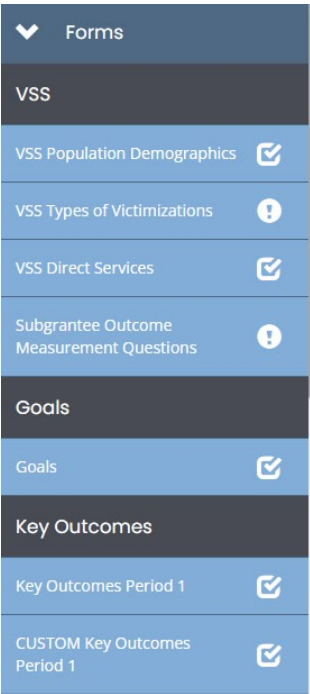 Forms
VSS
VSS Population Demographics
VSS Types of Victimizations
VSS Direct Services
Subgrantee Outcome
Measurement Questions
Goals
Goals
Key Outcomes
Key Outcomes Period 1
CUSTOM Key Outcomes
Period 1